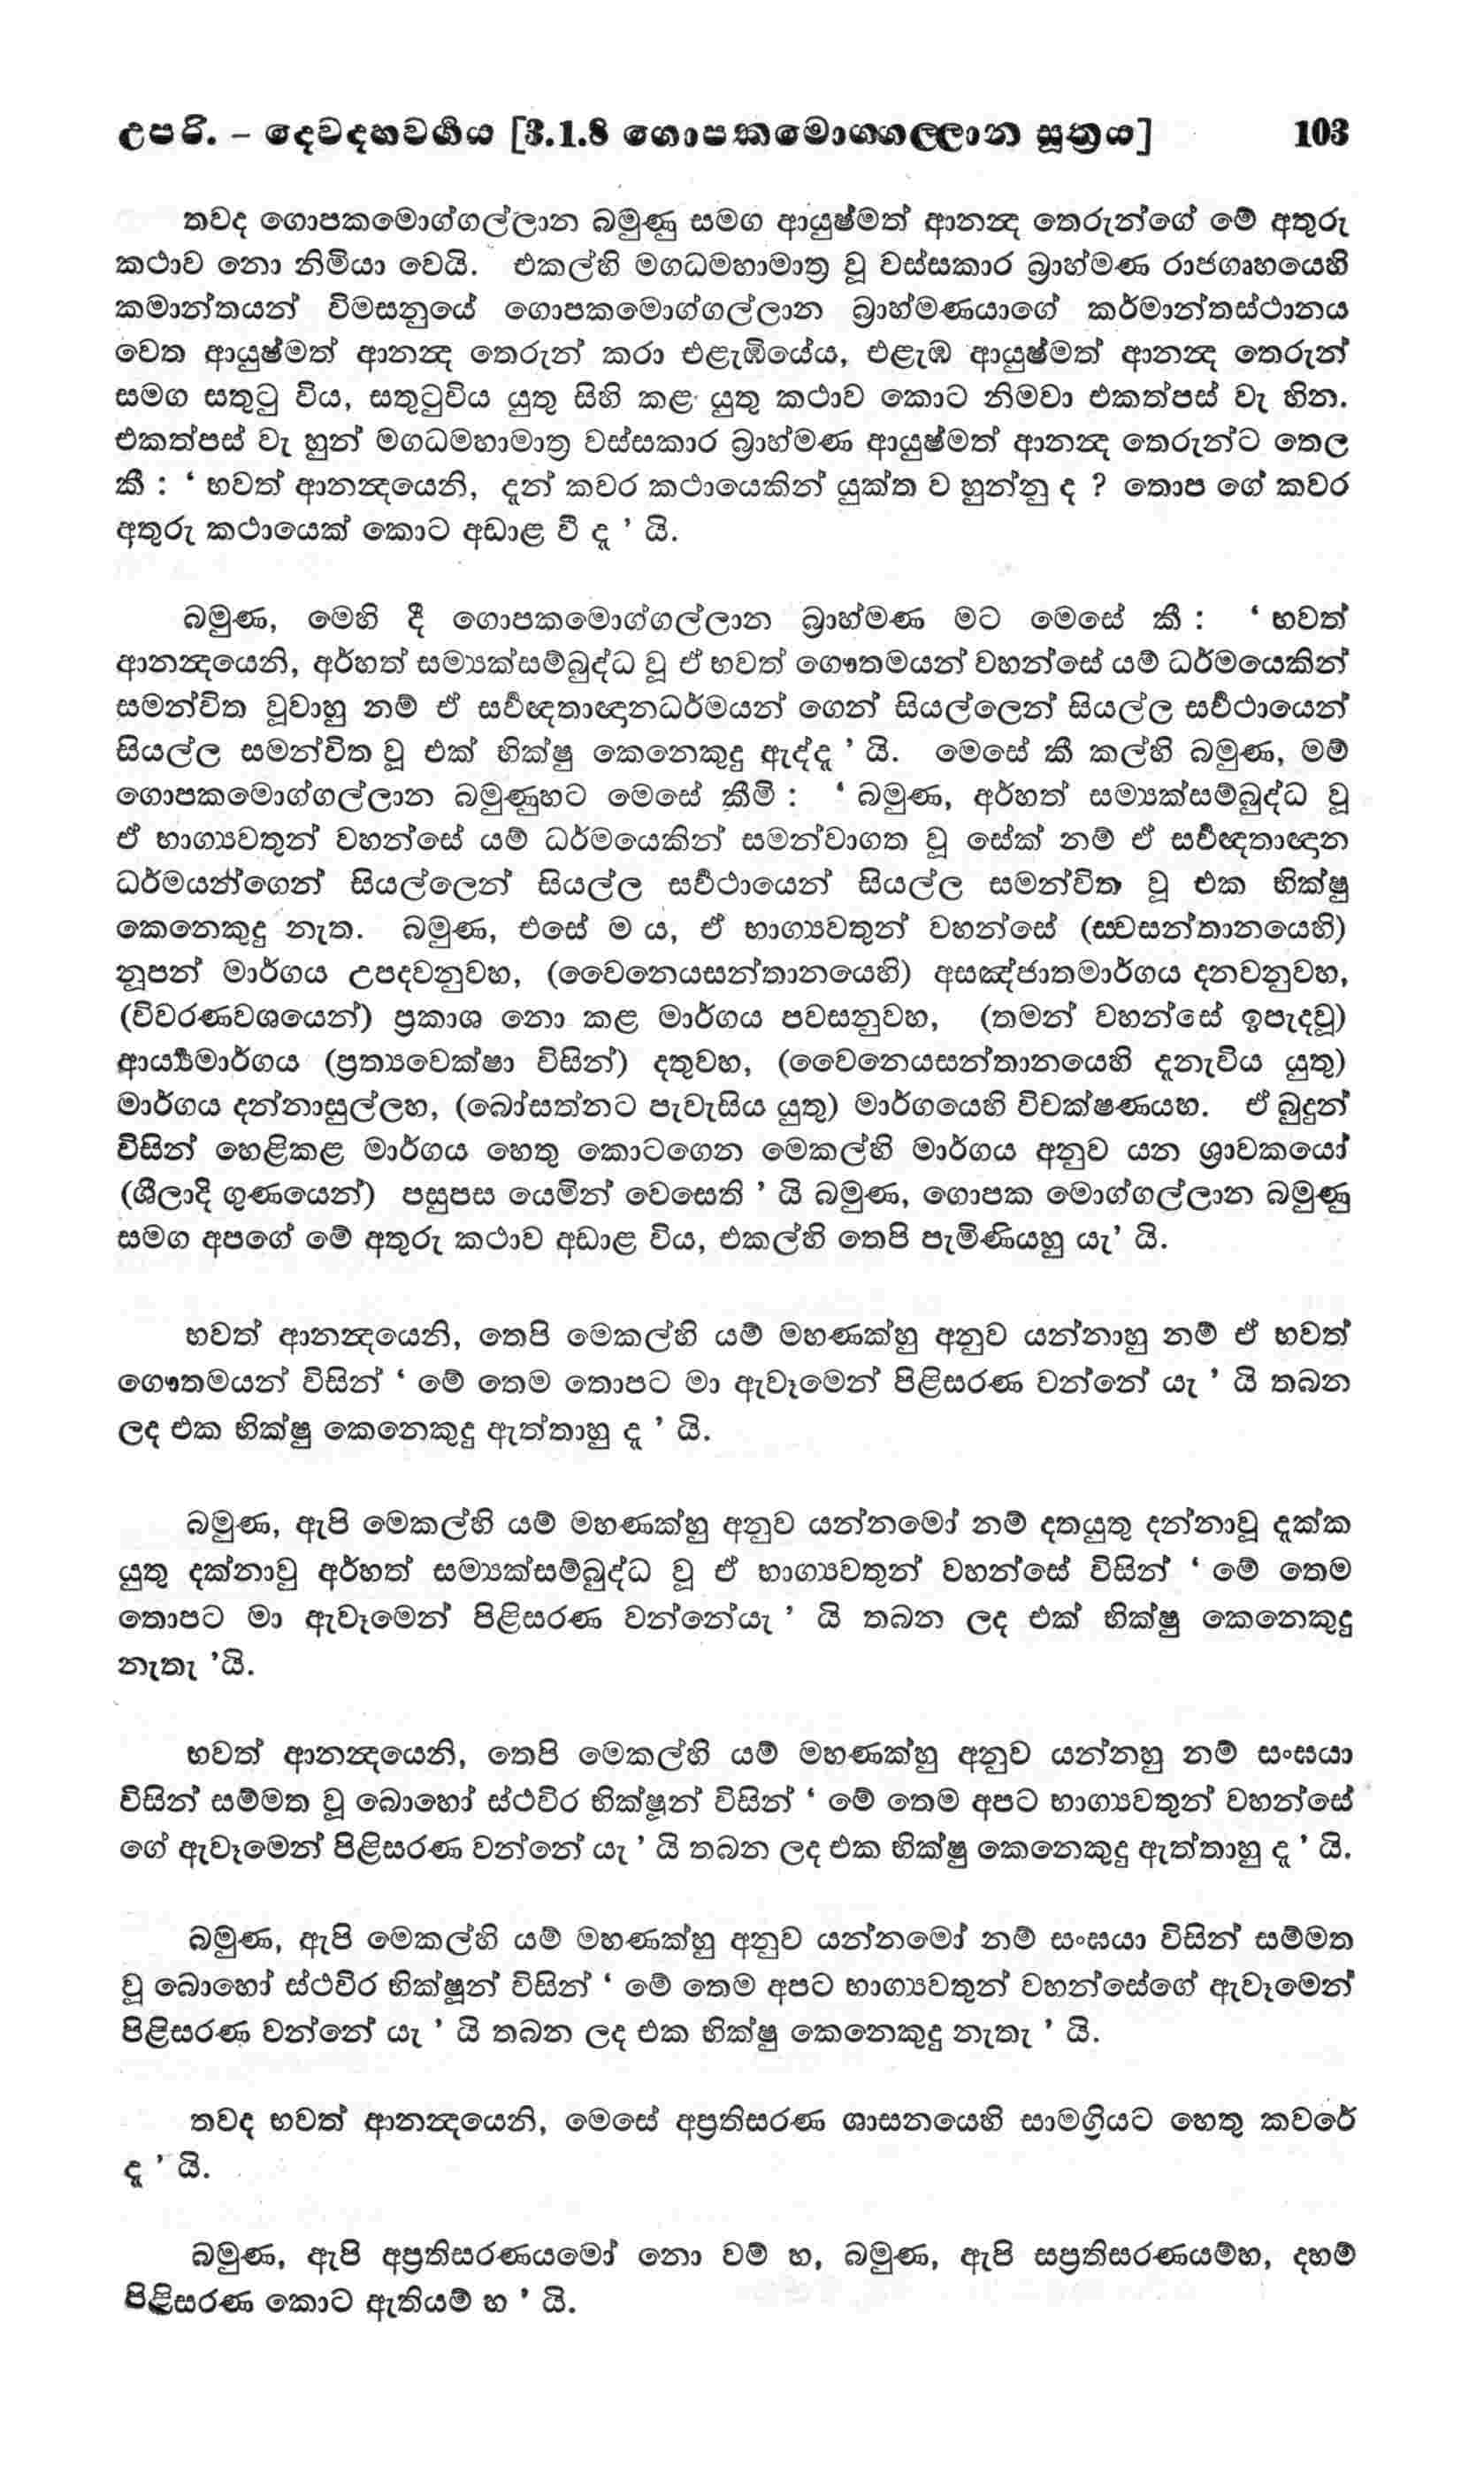 උපරි. – දෙවදහවර්‍ගය [3.1.8 ගොපකමොග්ගල්ලාන සූත්‍රය] 103
තවද ගොපකමොග්ගල්ලාන බමුණු සමග ආයුෂ්මත් ආනන්‍ද තෙරුන්ගේ මේ අතුරු
කථාව නො නිමියා වෙයි. එකල්හි මගධමහාමාත්‍ර වූ වස්සකාර බ්‍රාහ්මණ රාජගෘහයෙහි
කමාන්තයන් විමසනුයේ ගොපකමොග්ගල්ලාන බ්‍රාහ්මණයාගේ කර්මාන්තස්ථානය
වෙත ආයුෂ්මත් ආනන්‍ද තෙරුන් කරා එළැඹියේය, එළැඹ ආයුෂ්මත් ආනන්‍ද තෙරුන්
සමග සතුටු විය, සතුටුවිය යුතු සිහි කළ යුතු කථාව කොට නිමවා එකත්පස් වැ හින.
එකත්පස් වැ හුන් මගධමහාමාත්‍ර වස්සකාර බ්‍රාහ්මණ ආයුෂ්මත් ආනන්‍ද තෙරුන්ට තෙල
කී : ‘ භවත් ආනන්‍දයෙනි, දැන් කවර කථායෙකින් යුක්ත ව හුන්නු ද ? තොප ගේ කවර
අතුරු කථායෙක් කොට අඩාළ වී දැ ’ යි.
බමුණ, මෙහි දී ගොපකමොග්ගල්ලාන බ්‍රාහ්මණ මට මෙසේ කී : ‘ භවත්
ආනන්‍දයෙනි, අර්හත් සම්‍යක්සම්බුද්ධ වූ ඒ භවත් ගෞතමයන් වහන්සේ යම් ධර්මයෙකින්
සමන්විත වූවාහු නම් ඒ සර්‍වඥතාඥානධර්මයන් ගෙන් සියල්ලෙන් සියල්ල සර්‍වථායෙන්
සියල්ල සමන්විත වූ එක් භික්ෂු කෙනෙකුදු ඇද්දැ ’ යි. මෙසේ කී කල්හි බමුණ, මම්
ගොපකමොග්ගල්ලාන බමුණුහට මෙසේ කීමි : ‘ බමුණ, අර්හත් සම්‍යක්සම්බුද්ධ වූ
ඒ භාග්‍යවතුන් වහන්සේ යම් ධර්මයෙකින් සමන්වාගත වූ සේක් නම් ඒ සර්‍වඥතාඥාන
ධර්මයන්ගෙන් සියල්ලෙන් සියල්ල සර්‍වථායෙන් සියල්ල සමන්විත වූ එක භික්ෂු
කෙනෙකුදු නැත. බමුණ, එසේ ම ය, ඒ භාග්‍යවතුන් වහන්සේ (ස්වසන්තානයෙහි)
නූපන් මාර්ගය උපදවනුවහ, (වෛනෙයසන්තානයෙහි) අසඤ්ජාතමාර්ගය දනවනුවහ,
(විවරණවශයෙන්) ප්‍රකාශ නො කළ මාර්ගය පවසනුවහ, (තමන් වහන්සේ ඉපැදවූ)
ආර්‍ය්‍යමාර්ගය (ප්‍රත්‍යවෙක්ෂා විසින්) දතුවහ, (වෛනෙයසන්තානයෙහි දැනැවිය යුතු)
මාර්ගය දන්නාසුල්ලහ, (බෝසත්නට පැවැසිය යුතු) මාර්ගයෙහි විචක්ෂණයහ. ඒ බුදුන්
විසින් හෙළිකළ මාර්ගය හෙතු කොටගෙන මෙකල්හි මාර්ගය අනුව යන ශ්‍රාවකයෝ
(ශීලාදි ගුණයෙන්) පසුපස යෙමින් වෙසෙති ’ යි බමුණ, ගොපක මොග්ගල්ලාන බමුණු
සමග අපගේ මේ අතුරු කථාව අඩාළ විය, එකල්හි තෙපි පැමිණියහු යැ’ යි.
භවත් ආනන්‍දයෙනි, තෙපි මෙකල්හි යම් මහණක්හු අනුව යන්නාහු නම් ඒ භවත්
ගෞතමයන් විසින් ‘ මේ තෙම තොපට මා ඇවෑමෙන් පිළිසරණ වන්නේ යැ ’ යි තබන
ලද එක භික්ෂු කෙනෙකුදු ඇත්තාහු දැ ’ යි.
බමුණ, ඇපි මෙකල්හි යම් මහණක්හු අනුව යන්නමෝ නම් දතයුතු දන්නාවූ දැක්ක
යුතු දක්නාවු අර්හත් සම්‍යක්සම්බුද්ධ වූ ඒ භාග්‍යවතුන් වහන්සේ විසින් ‘ මේ තෙම
තොපට මා ඇවෑමෙන් පිළිසරණ වන්නේයැ ’ යි තබන ලද එක් භික්ෂු කෙනෙකුදු
නැතැ ’යි.
භවත් ආනන්‍දයෙනි, තෙපි මෙකල්හි යම් මහණක්හු අනුව යන්නහු නම් සංඝයා
විසින් සම්මත වූ බොහෝ ස්ථවිර භික්ෂූන් විසින් ‘ මේ තෙම අපට භාග්‍යවතුන් වහන්සේ
ගේ ඇවෑමෙන් පිළිසරණ වන්නේ යැ ’ යි තබන ලද එක භික්ෂු කෙනෙකුදු ඇත්තාහු දැ ’ යි.
බමුණ, ඇපි මෙකල්හි යම් මහණක්හු අනුව යන්නමෝ නම් සංඝයා විසින් සම්මත
වූ බොහෝ ස්ථවිර භික්ෂූන් විසින් ‘ මේ තෙම අපට භාග්‍යවතුන් වහන්සේගේ ඇවෑමෙන්
පිළිසරණ වන්නේ යැ ’ යි තබන ලද එක භික්ෂු කෙනෙකුදු නැතැ ’ යි.
තවද භවත් ආනන්‍දයෙනි, මෙසේ අප්‍රතිසරණ ශාසනයෙහි සාමග්‍රියට හෙතු කවරේ
දැ ’ යි.
බමුණ, ඇපි අප්‍රතිසරණයමෝ නො වම් හ, බමුණ, ඇපි සප්‍රතිසරණයම්හ, දහම්
පිළිසරණ කොට ඇතියම් හ ’ යි.